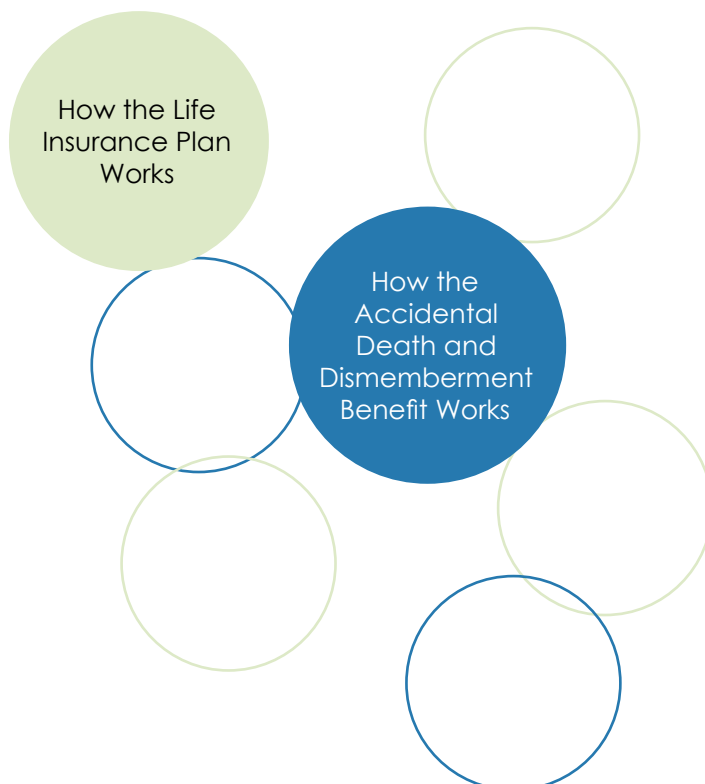 How the Life
Insurance Plan
Works
How the
Accidental
Death and
Dismemberment
Benefit Works